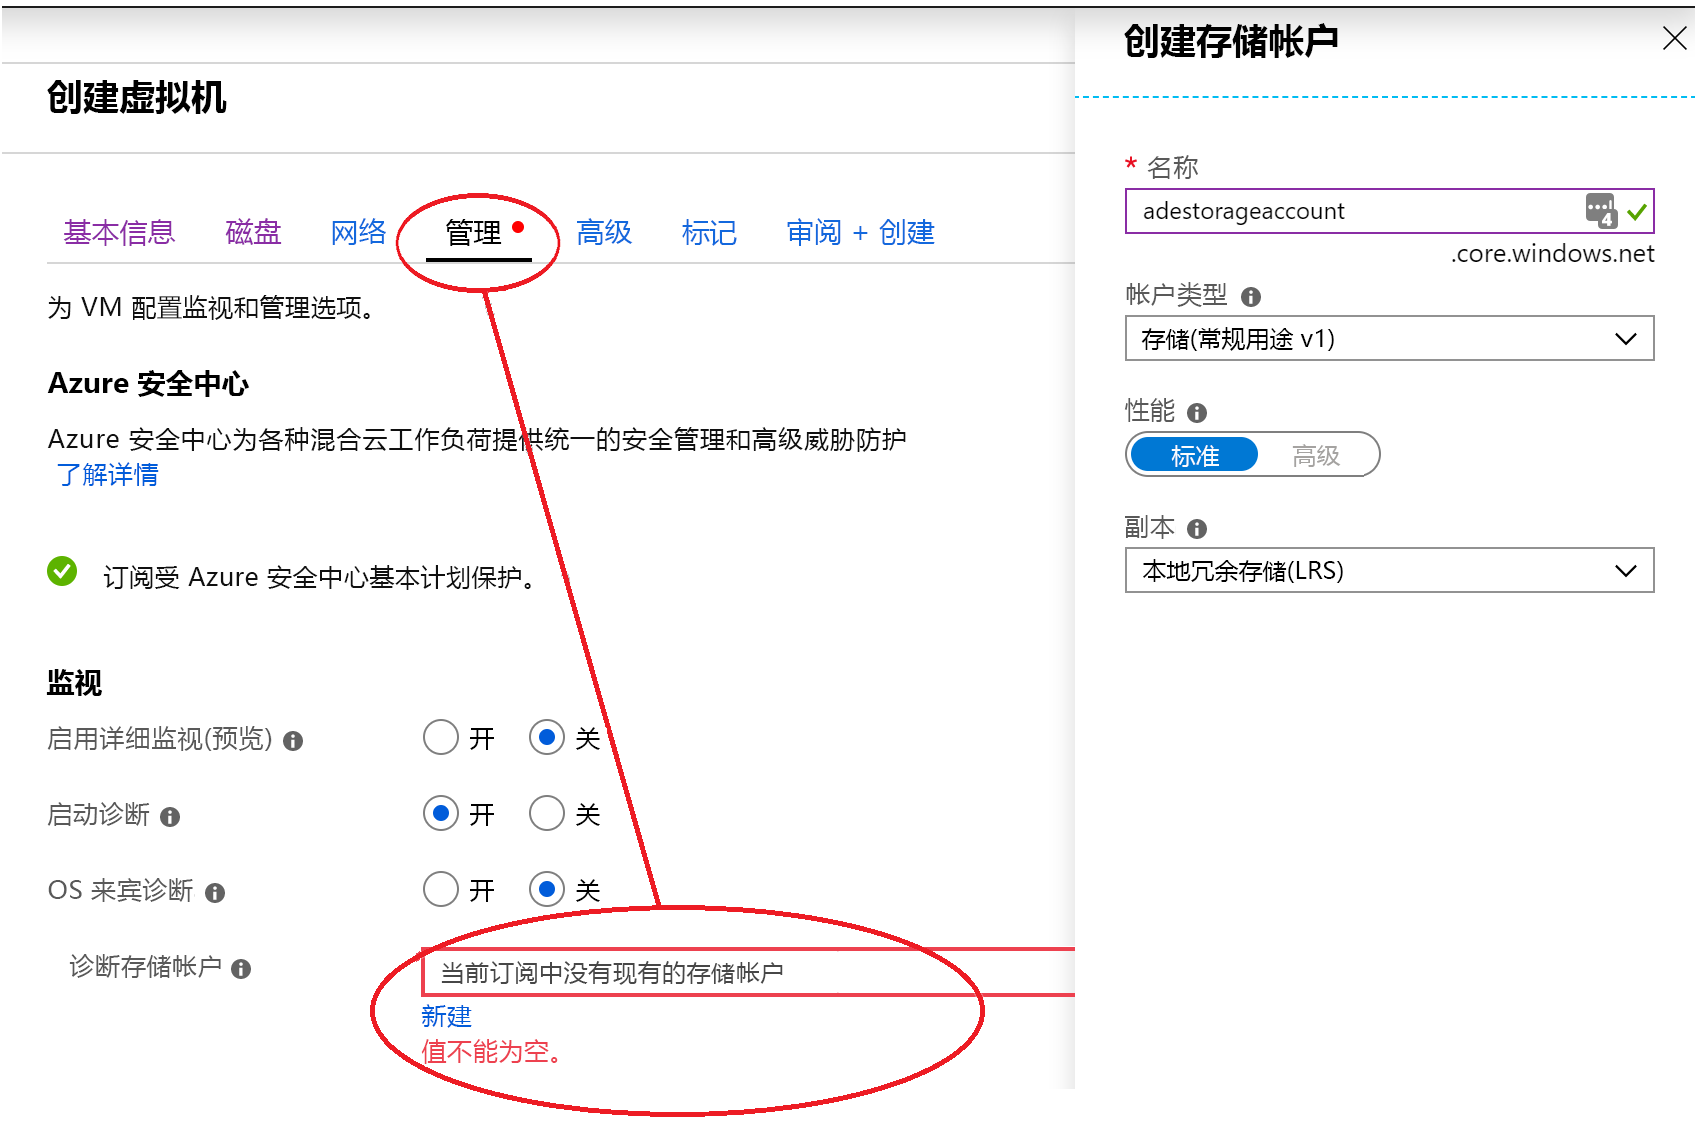 创建虚拟机
基本信息 磁盘 网络 管理 高级 标记 审阅 + 创建
为 VM 配置监视和管理选项。
Azure 安全中心
Azure 安全中心为各种混合云工作负荷提供统一的安全管理和高级威胁防护
了解详情
订阅受 Azure 安全中心基本计划保护。
监视
启用详细监视(预览) 开 关
启动诊断 开 关
OS 来宾诊断 开 关
诊断存储帐户 当前订阅中没有现有的存储帐户
新建
值不能为空。
创建存储帐户
* 名称
adestorageaccount 4
.core.windows.net
帐户类型
存储(常规用途 v1)
性能
标准 高级
副本
本地冗余存储(LRS)